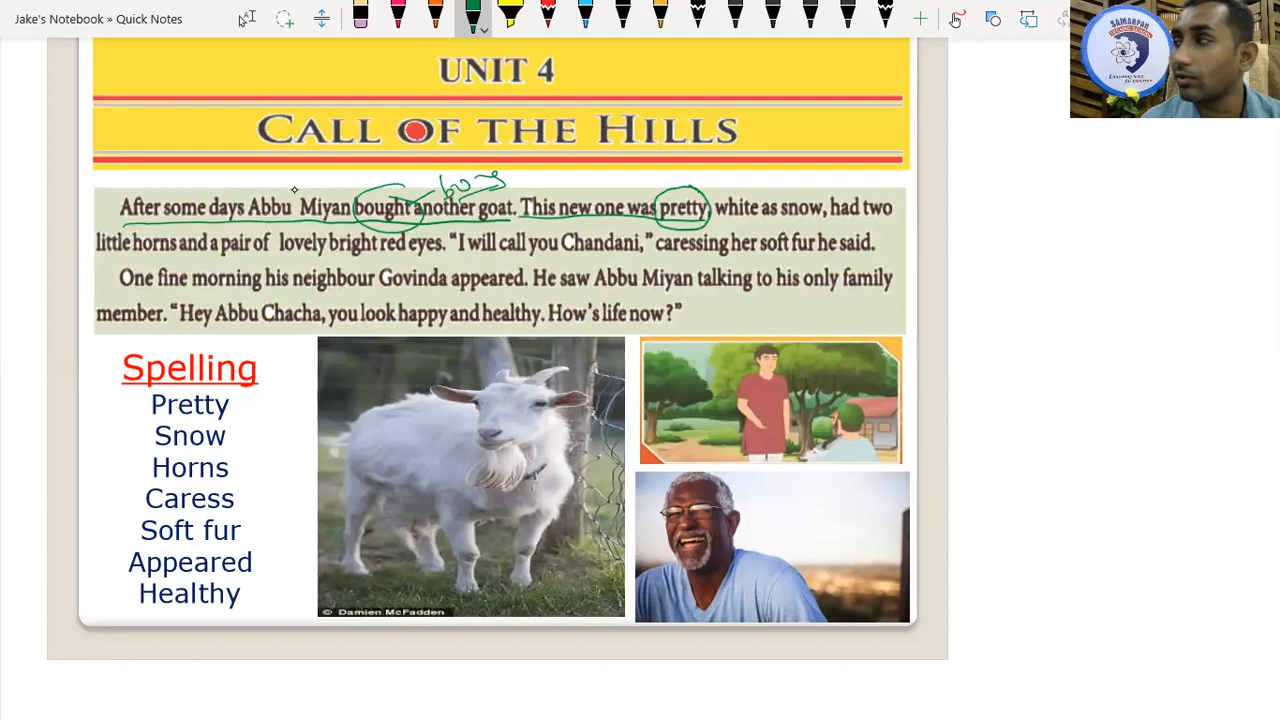 Jake's Notebook » Quick Notes
SAMARPAN
UNIT 4
CALL OF THE HILLS
buy
After some days Abbu Miyan bought another goat. This new one was pretty, white as snow, had two
little horns and a pair of lovely bright red eyes. “I will call you Chandani,” caressing her soft fur he said.
One fine morning his neighbour Govinda appeared. He saw Abbu Miyan talking to his only family
member. “Hey Abbu Chacha, you look happy and healthy. How’s life now?”
Spelling
Pretty
Snow
Horns
Caress
Soft fur
Appeared
Healthy
© Damien McFadden